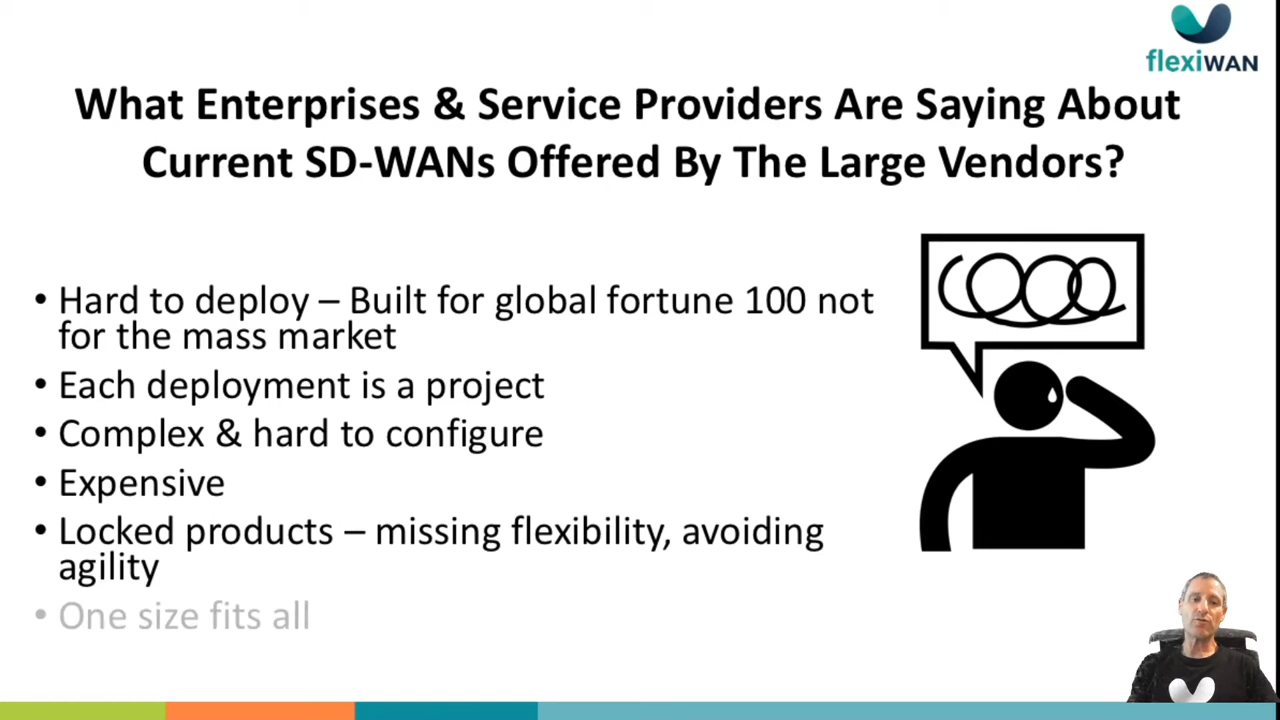 flexiWAN
What Enterprises & Service Providers Are Saying About
Current SD-WANs Offered By The Large Vendors?
• Hard to deploy – Built for global fortune 100 not
for the mass market
• Each deployment is a project
• Complex & hard to configure
• Expensive
• Locked products – missing flexibility, avoiding
agility
• One size fits all